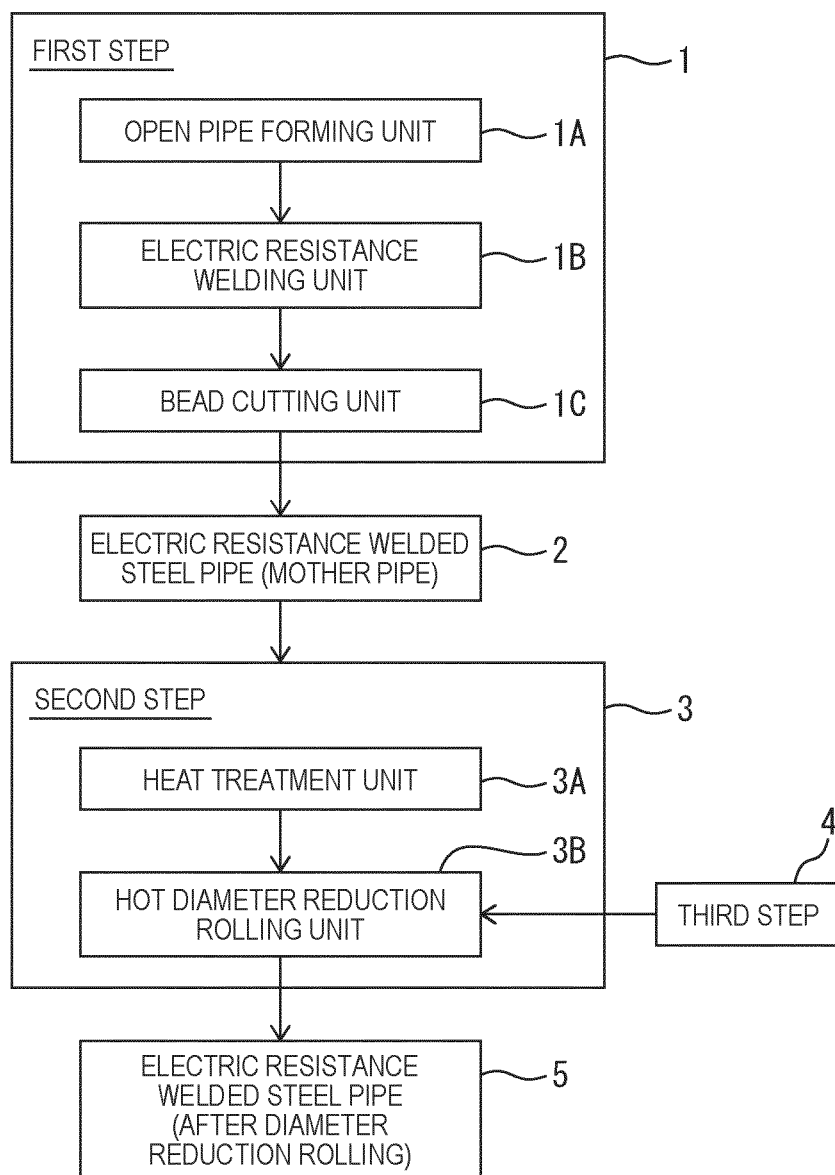 FIRST STEP
1
OPEN PIPE FORMING UNIT
1A
ELECTRIC RESISTANCE
WELDING UNIT
1B
BEAD CUTTING UNIT
1C
ELECTRIC RESISTANCE WELDED
STEEL PIPE (MOTHER PIPE)
2
SECOND STEP
3
HEAT TREATMENT UNIT
3A
3B
HOT DIAMETER REDUCTION
ROLLING UNIT
4
THIRD STEP
ELECTRIC RESISTANCE
WELDED STEEL PIPE
(AFTER DIAMETER
REDUCTION ROLLING)
5